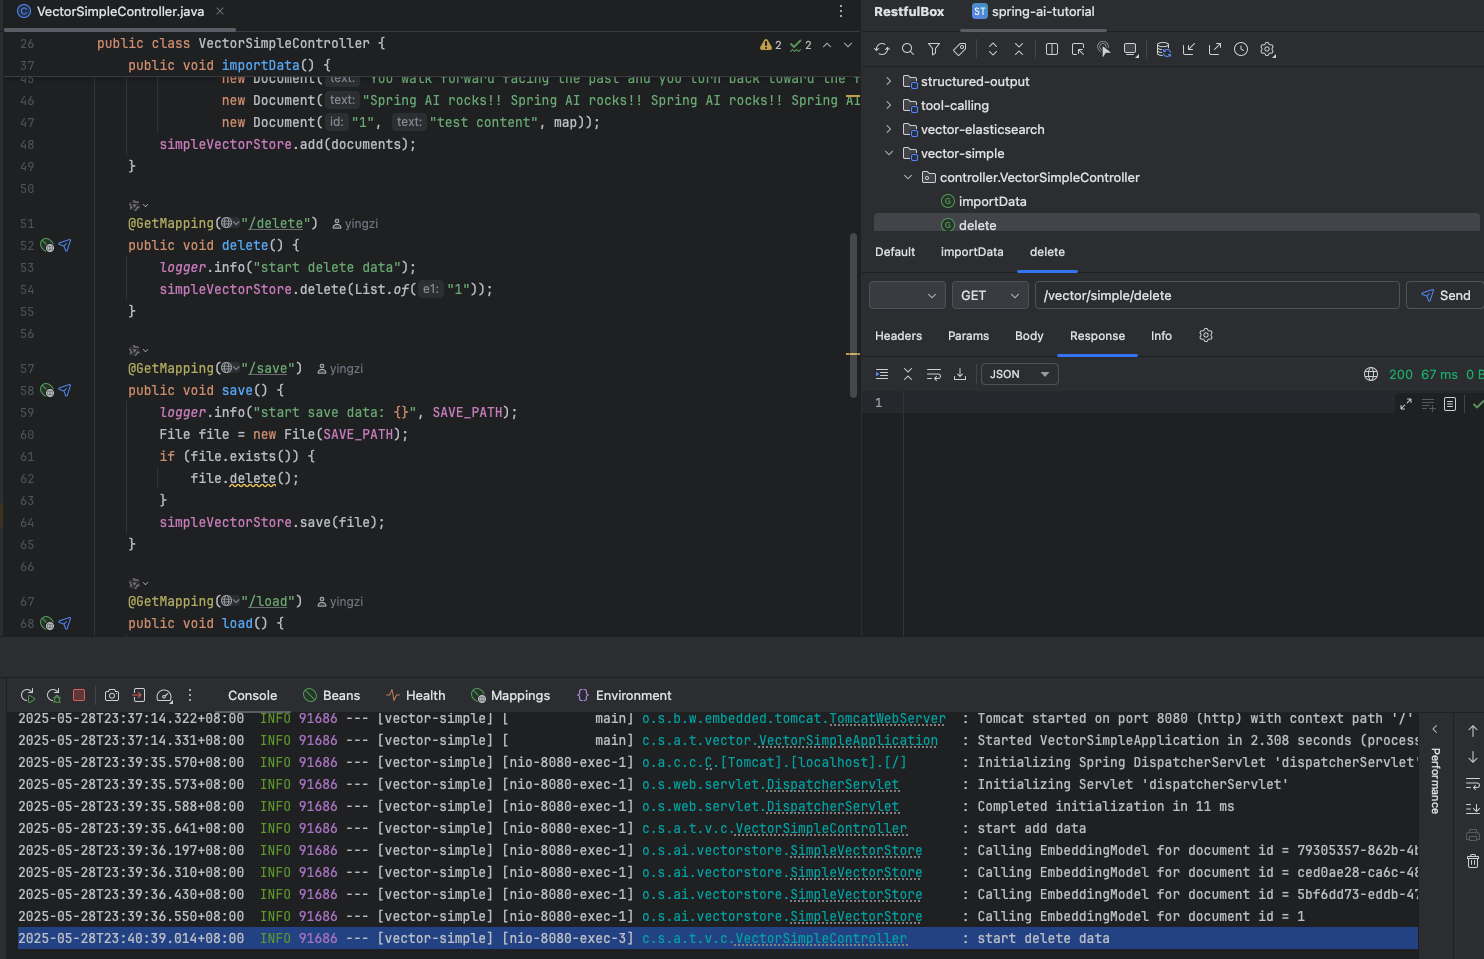 VectorSimpleController.java
26 public class VectorSimpleController {
2 2
37 public void importData() {
45 new Document( text: "You walk forward facing the past and you turn back toward the f
46 new Document( text: "Spring AI rocks!! Spring AI rocks!! Spring AI rocks!! Spring AI
47 new Document( id: "1", text: "test content", map));
48 simpleVectorStore.add(documents);
49 }
50
51 @GetMapping("/delete") yingzi
52 public void delete() {
53 logger.info("start delete data");
54 simpleVectorStore.delete(List.of( e1: "1"));
55 }
56
57 @GetMapping("/save") yingzi
58 public void save() {
59 logger.info("start save data: {}", SAVE_PATH);
60 File file = new File(SAVE_PATH);
61 if (file.exists()) {
62 file.delete();
63 }
64 simpleVectorStore.save(file);
65 }
66
67 @GetMapping("/load") yingzi
68 public void load() {
RestfulBox ST spring-ai-tutorial
structured-output
tool-calling
vector-elasticsearch
vector-simple
controller.VectorSimpleController
G importData
G delete
Default importData delete
GET /vector/simple/delete Send
Headers Params Body Response Info
JSON 200 67 ms 0 B
1
Console Beans Health Mappings Environment
2025-05-28T23:37:14.322+08:00 INFO 91686 --- [vector-simple] [ main] o.s.b.w.embedded.tomcat.TomcatWebServer : Tomcat started on port 8080 (http) with context path '/'
2025-05-28T23:37:14.331+08:00 INFO 91686 --- [vector-simple] [ main] c.s.a.t.vector.VectorSimpleApplication : Started VectorSimpleApplication in 2.308 seconds (proces
2025-05-28T23:39:35.570+08:00 INFO 91686 --- [vector-simple] [nio-8080-exec-1] o.a.c.c.C.[Tomcat].[localhost].[/] : Initializing Spring DispatcherServlet 'dispatcherServlet'
2025-05-28T23:39:35.573+08:00 INFO 91686 --- [vector-simple] [nio-8080-exec-1] o.s.web.servlet.DispatcherServlet : Initializing Servlet 'dispatcherServlet'
2025-05-28T23:39:35.588+08:00 INFO 91686 --- [vector-simple] [nio-8080-exec-1] o.s.web.servlet.DispatcherServlet : Completed initialization in 11 ms
2025-05-28T23:39:35.641+08:00 INFO 91686 --- [vector-simple] [nio-8080-exec-1] c.s.a.t.v.c.VectorSimpleController : start add data
2025-05-28T23:39:36.197+08:00 INFO 91686 --- [vector-simple] [nio-8080-exec-1] o.s.ai.vectorstore.SimpleVectorStore : Calling EmbeddingModel for document id = 79305357-862b-4b
2025-05-28T23:39:36.310+08:00 INFO 91686 --- [vector-simple] [nio-8080-exec-1] o.s.ai.vectorstore.SimpleVectorStore : Calling EmbeddingModel for document id = ced0ae28-ca6c-48
2025-05-28T23:39:36.430+08:00 INFO 91686 --- [vector-simple] [nio-8080-exec-1] o.s.ai.vectorstore.SimpleVectorStore : Calling EmbeddingModel for document id = 5bf6dd73-eddb-47
2025-05-28T23:39:36.550+08:00 INFO 91686 --- [vector-simple] [nio-8080-exec-1] o.s.ai.vectorstore.SimpleVectorStore : Calling EmbeddingModel for document id = 1
2025-05-28T23:40:39.014+08:00 INFO 91686 --- [vector-simple] [nio-8080-exec-3] c.s.a.t.v.c.VectorSimpleController : start delete data
Performance